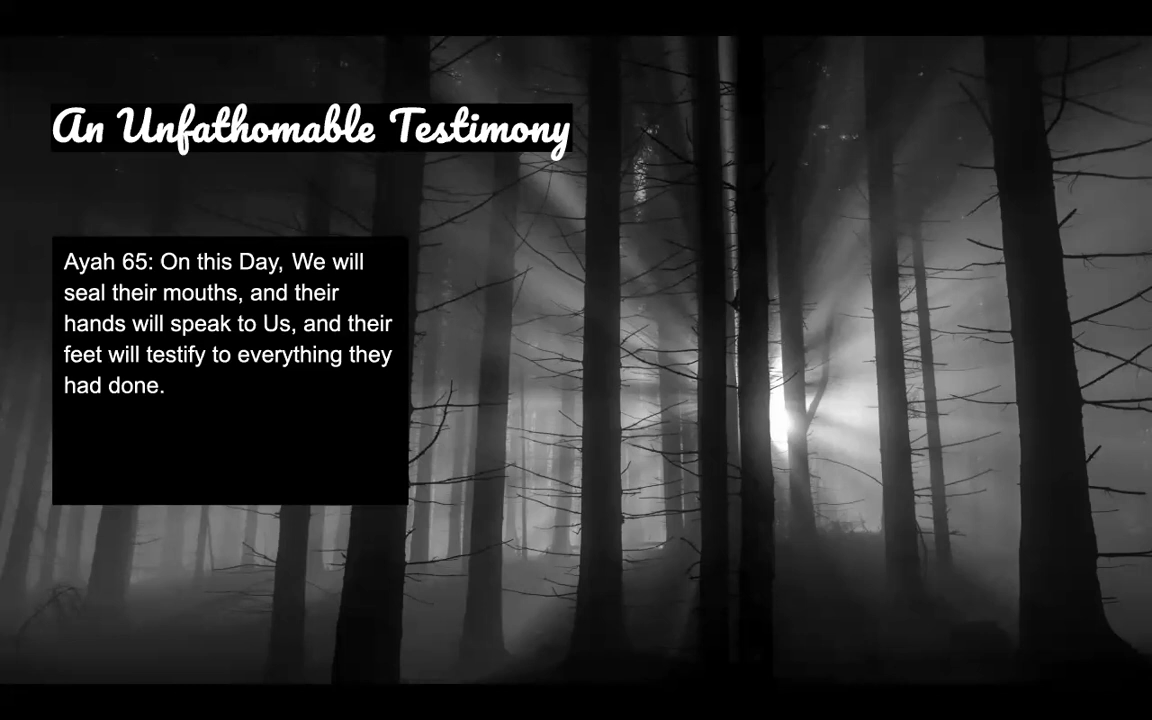 An Unfathomable Testimony
Ayah 65: On this Day, We will
seal their mouths, and their
hands will speak to Us, and their
feet will testify to everything they
had done.